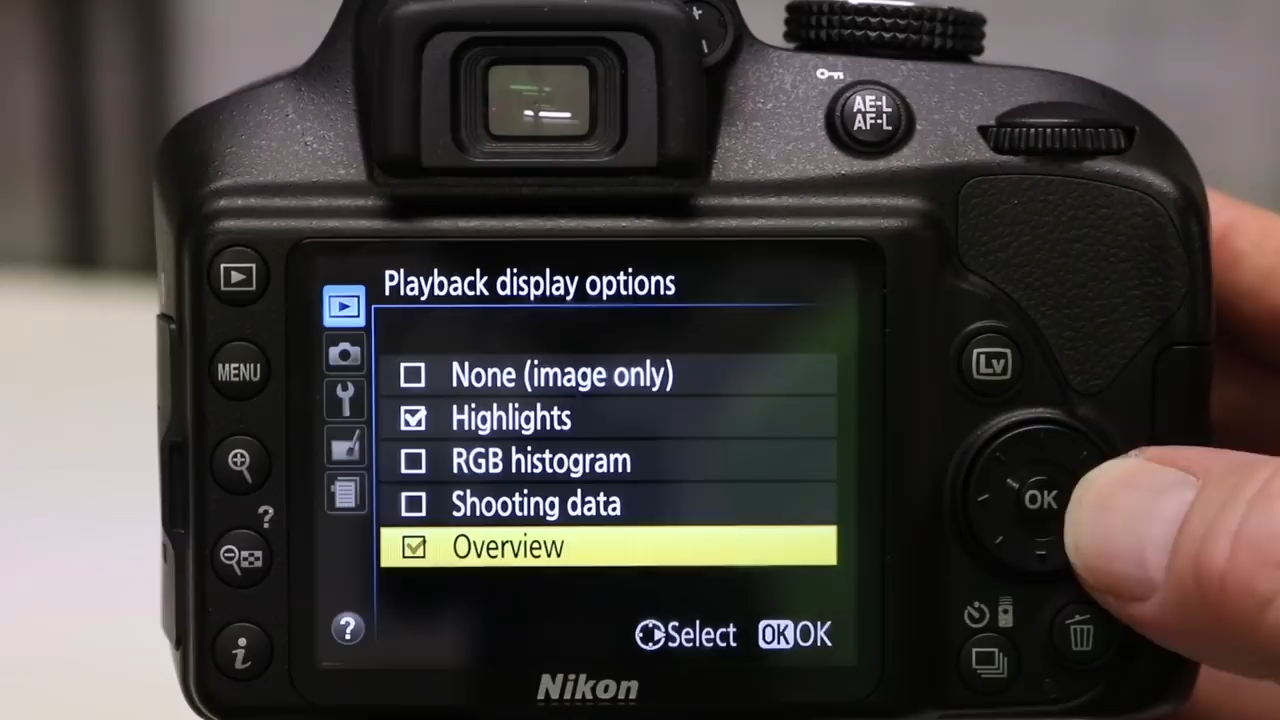 AE-L
AF-L
Playback display options
MENU
None (image only)
Highlights
RGB histogram
Shooting data
Overview
Lv
OK
?
i
?
Select OK OK
Nikon